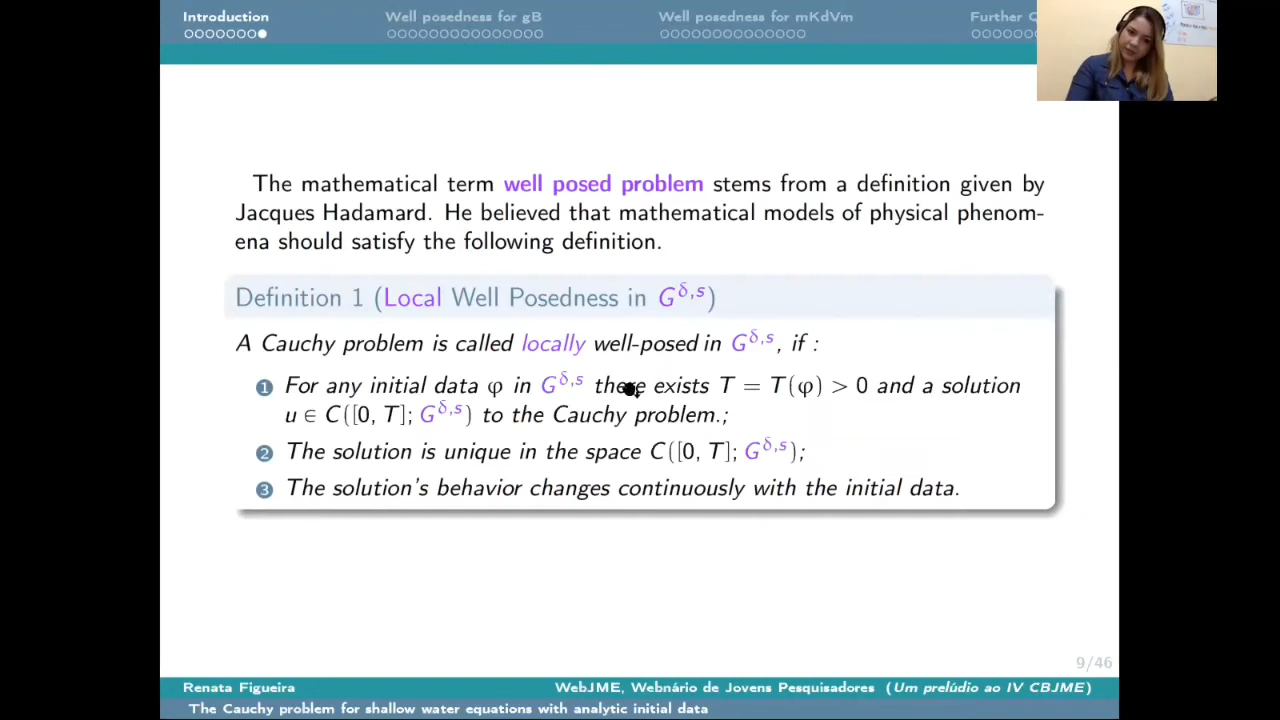 Introduction Well posedness for gB Well posedness for mKdVm Further
The mathematical term well posed problem stems from a definition given by
Jacques Hadamard. He believed that mathematical models of physical phenom-
ena should satisfy the following definition.
Definition 1 (Local Well Posedness in G^{δ,s})
A Cauchy problem is called locally well-posed in G^{δ,s}, if :
1 For any initial data φ in G^{δ,s} there exists T = T(φ) > 0 and a solution
u ∈ C([0, T]; G^{δ,s}) to the Cauchy problem.;
2 The solution is unique in the space C([0, T]; G^{δ,s});
3 The solution's behavior changes continuously with the initial data.
9/46
Renata Figueira WebJME, Webnário de Jovens Pesquisadores (Um prelúdio ao IV CBJME)
The Cauchy problem for shallow water equations with analytic initial data